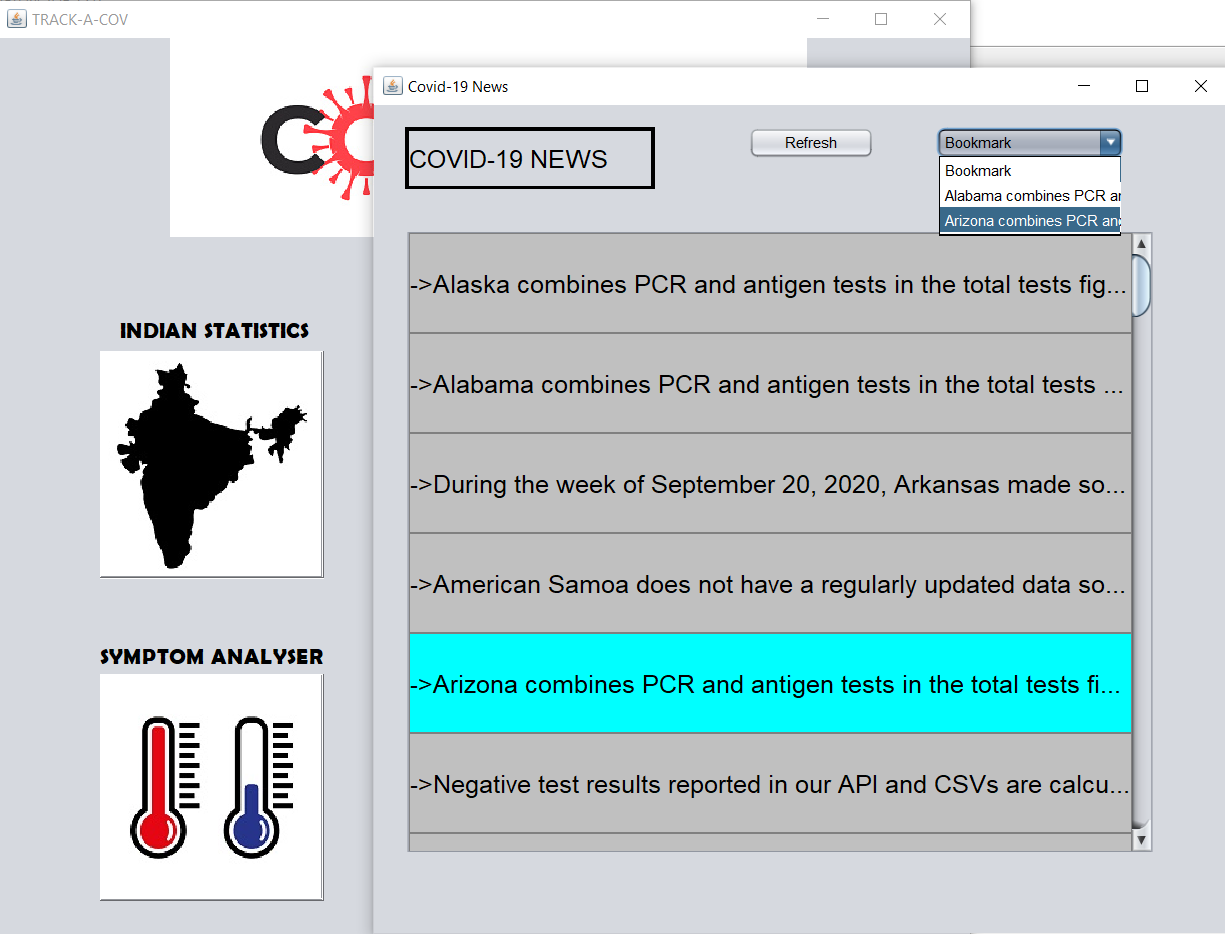 TRACK-A-COV
CO
Covid-19 News
COVID-19 NEWS
Refresh
Bookmark
Bookmark
Alabama combines PCR
Arizona combines PCR
->Alaska combines PCR and antigen tests in the total tests fig...
->Alabama combines PCR and antigen tests in the total tests ...
->During the week of September 20, 2020, Arkansas made so...
->American Samoa does not have a regularly updated data so...
->Arizona combines PCR and antigen tests in the total tests fi...
->Negative test results reported in our API and CSVs are calcu...
INDIAN STATISTICS
SYMPTOM ANALYSER